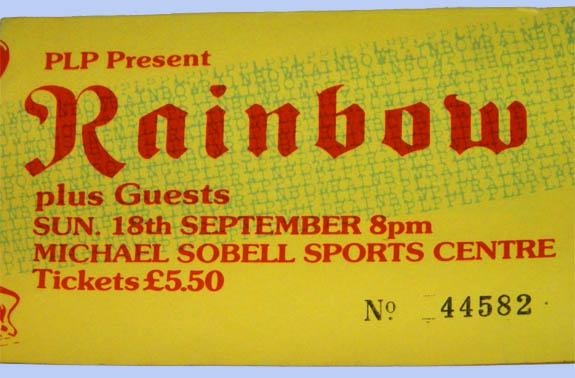 PLP Present
Rainbow
plus Guests
SUN. 18th SEPTEMBER 8pm
MICHAEL SOBELL SPORTS CENTRE
Tickets £5.50
No 44582